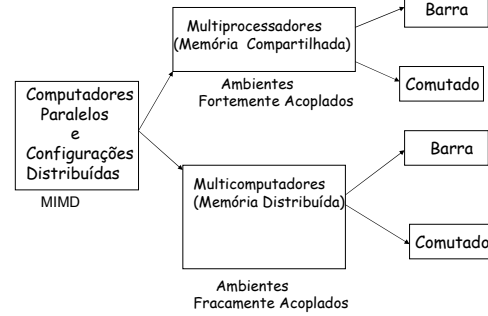 Computadores
Paralelos
e
Configurações
Distribuídas
MIMD
Multiprocessadores
(Memória Compartilhada)
Ambientes
Fortemente Acoplados
Barra
Comutado
Multicomputadores
(Memória Distribuída)
Ambientes
Fracamente Acoplados
Barra
Comutado